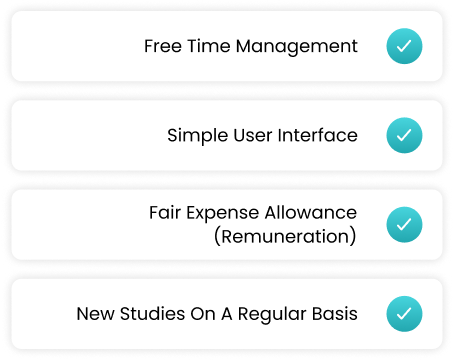 Free Time Management
Simple User Interface
Fair Expense Allowance
(Remuneration)
New Studies On A Regular Basis